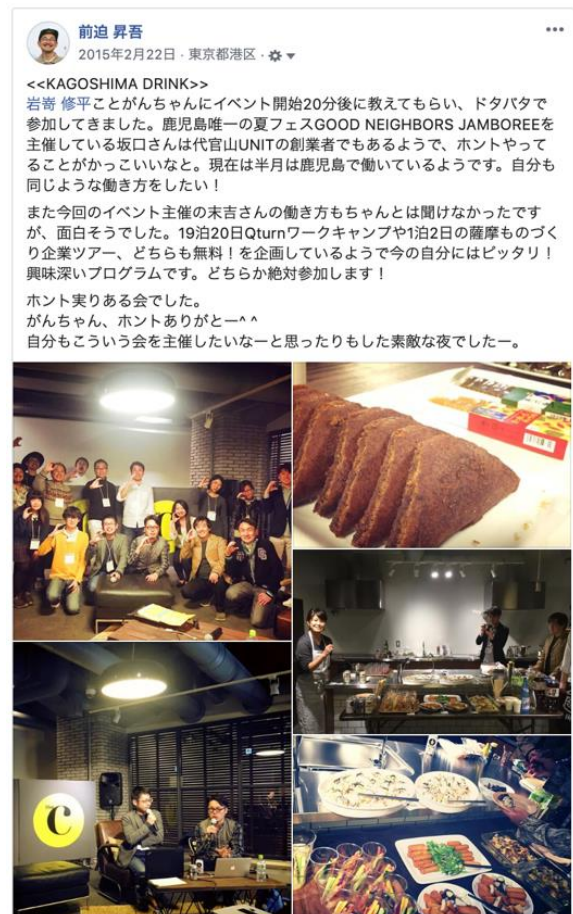 前迫 昇吾
2015年2月22日 · 東京都港区 ·
<<KAGOSHIMA DRINK>>
岩嵜 修平ことがんちゃんにイベント開始20分後に教えてもらい、ドタバタで
参加してきました。鹿児島唯一の夏フェスGOOD NEIGHBORS JAMBOREEを
主催している坂口さんは代官山UNITの創業者でもあるようで、ホントやって
ることがかっこいいなと。現在は半月は鹿児島で働いているようです。自分も
同じような働き方をしたい！
また今回のイベント主催の末吉さんの働き方もちゃんとは聞けなかったです
が、面白そうでした。19泊20日Qturnワークキャンプや1泊2日の薩摩ものづく
り企業ツアー、どちらも無料！を企画しているようで今の自分にはピッタリ！
興味深いプログラムです。どちらか絶対参加します！
ホント実りある会でした。
がんちゃん、ホントありがとー^ ^
自分もこういう会を主催したいなーと思ったりもした素敵な夜でしたー。
the
C